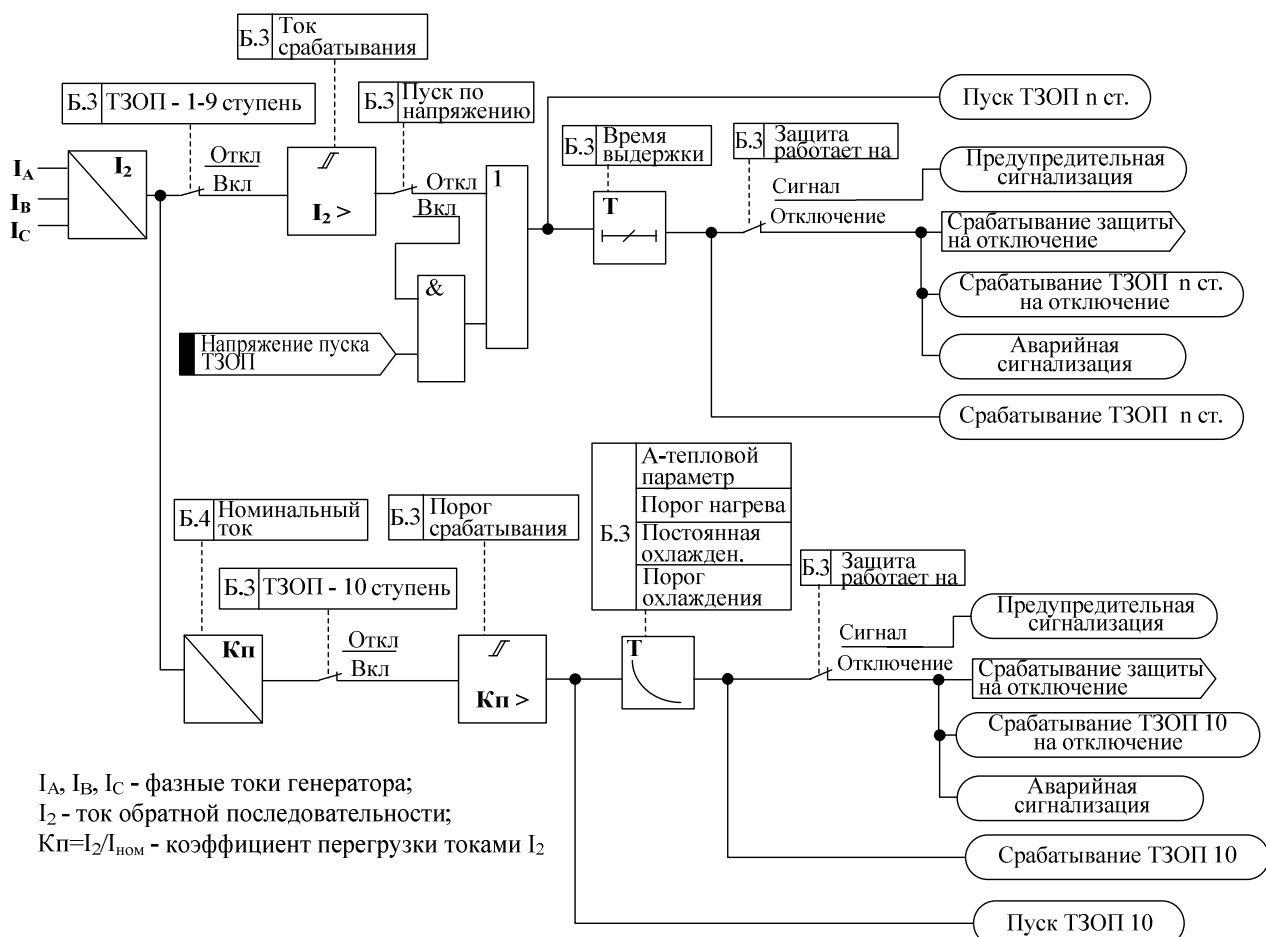 Б.3
Ток
срабатывания
Б.3
ТЗОП - 1-9 ступень
Б.3
Пуск по
напряжению
Пуск ТЗОП n ст.
Б.3
Время
выдержки
Б.3
Защита
работает на
I_A
I_B
I_C
I₂
Откл
Вкл
I₂ >
Откл
Вкл
1
T
Сигнал
Отключение
Предупредительная
сигнализация
Срабатывание защиты
на отключение
Срабатывание ТЗОП n ст.
на отключение
Аварийная
сигнализация
Срабатывание ТЗОП n ст.
&
Напряжение пуска
ТЗОП
Б.3
А-тепловой
параметр
Порог нагрева
Постоянная
охлажден.
Порог
охлаждения
Б.4
Номинальный
ток
Б.3
Порог
срабатывания
Б.3
ТЗОП - 10 ступень
Б.3
Защита
работает на
Кп
Откл
Вкл
Кп >
T
Сигнал
Отключение
Предупредительная
сигнализация
Срабатывание защиты
на отключение
Срабатывание ТЗОП 10
на отключение
Аварийная
сигнализация
Срабатывание ТЗОП 10
Пуск ТЗОП 10
I_A, I_B, I_C - фазные токи генератора;
I₂ - ток обратной последовательности;
Кп=I₂/I_ном - коэффициент перегрузки токами I₂